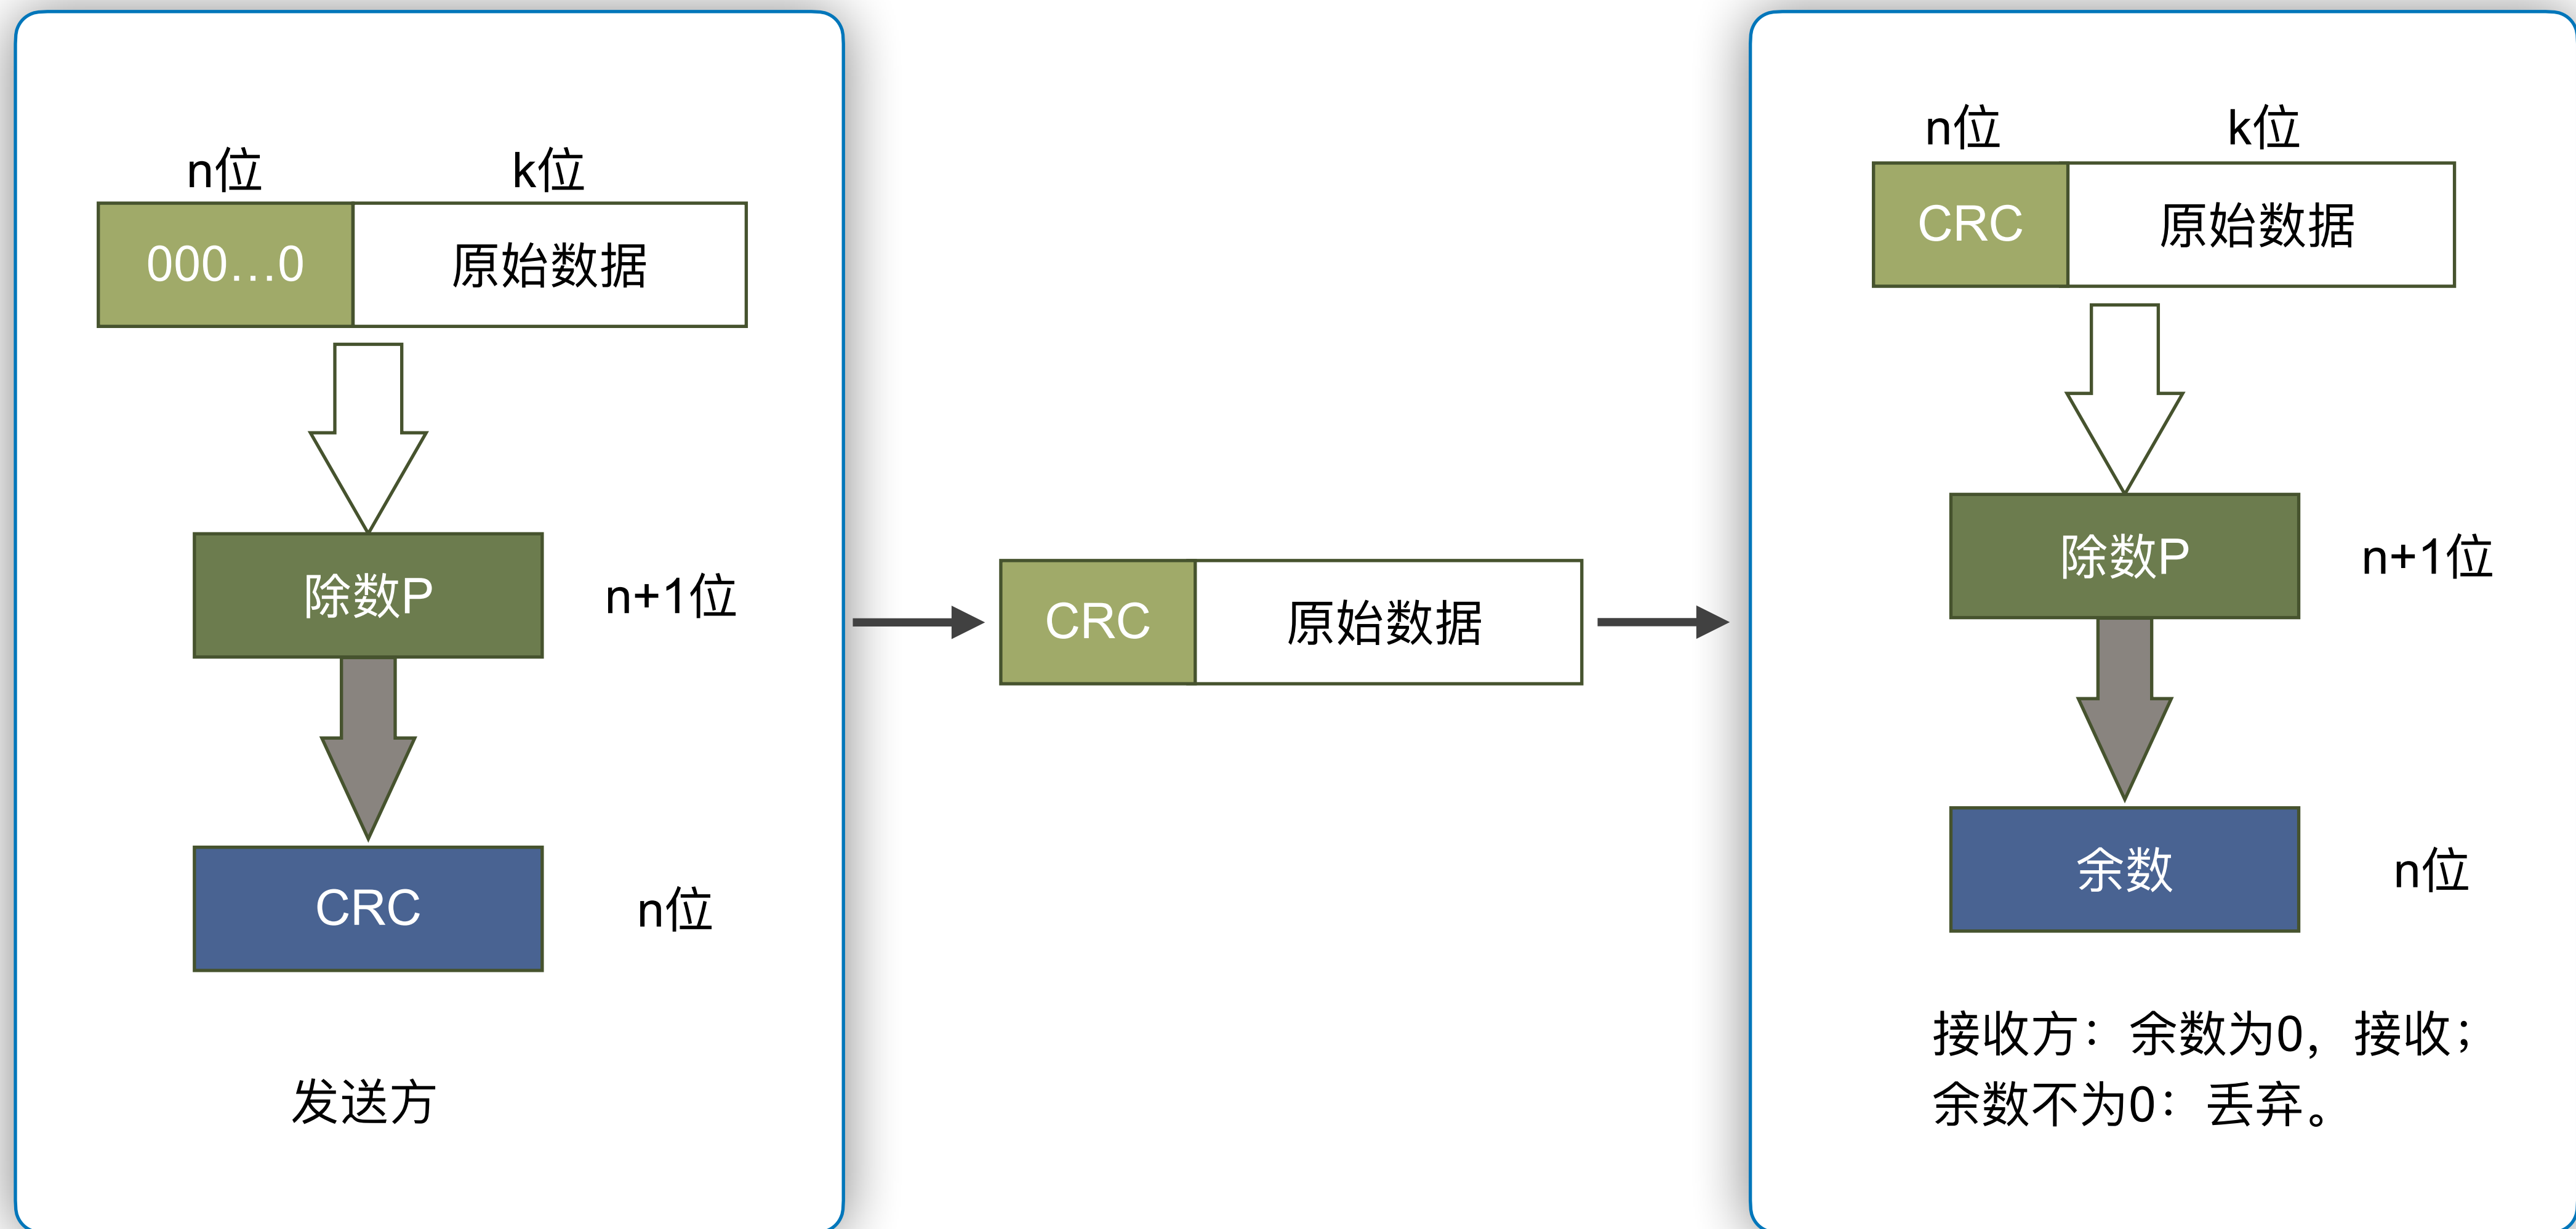 n位
k位
000…0
原始数据
除数P
n+1位
CRC
n位
发送方
CRC
原始数据
n位
k位
CRC
原始数据
除数P
n+1位
余数
n位
接收方：余数为0，接收；
余数不为0：丢弃。